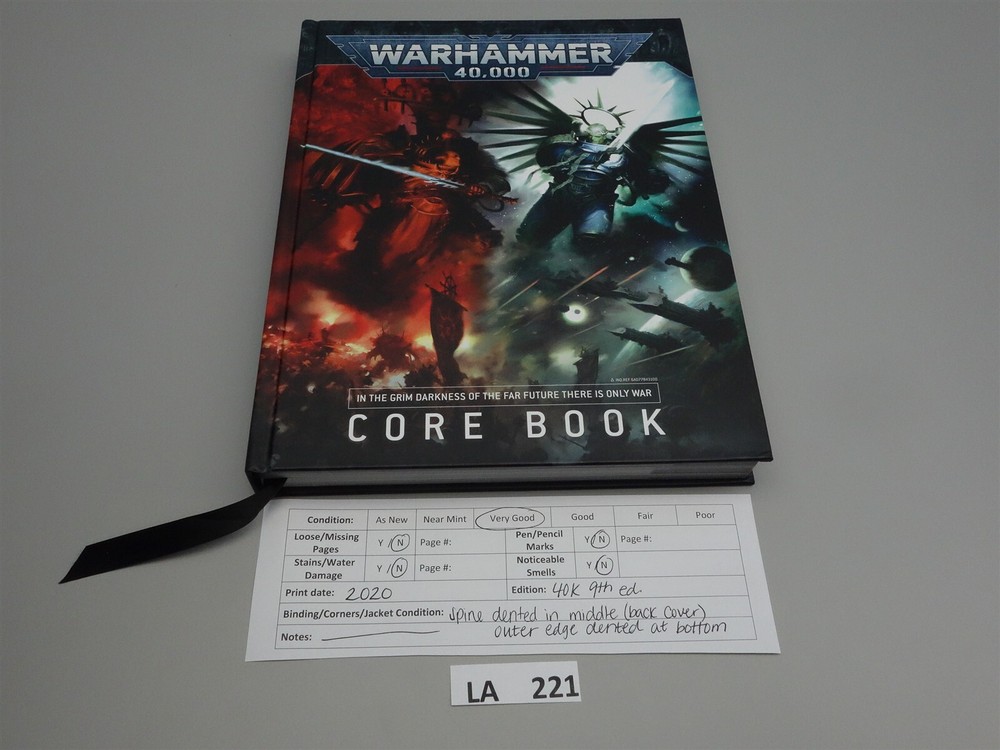 WARHAMMER
40,000
IN THE GRIM DARKNESS OF THE FAR FUTURE THERE IS ONLY WAR
CORE BOOK
Condition: As New Near Mint Very Good Good Fair Poor
Loose/Missing Pages Y / N Page #: Pen/Pencil Marks Y / N Page #:
Stains/Water Damage Y / N Page #: Noticeable Smells Y / N
Print date: 2020 Edition: 40K 9th ed.
Binding/Corners/Jacket Condition: spine dented in middle (back cover)
outer edge dented at bottom
Notes:
LA 221